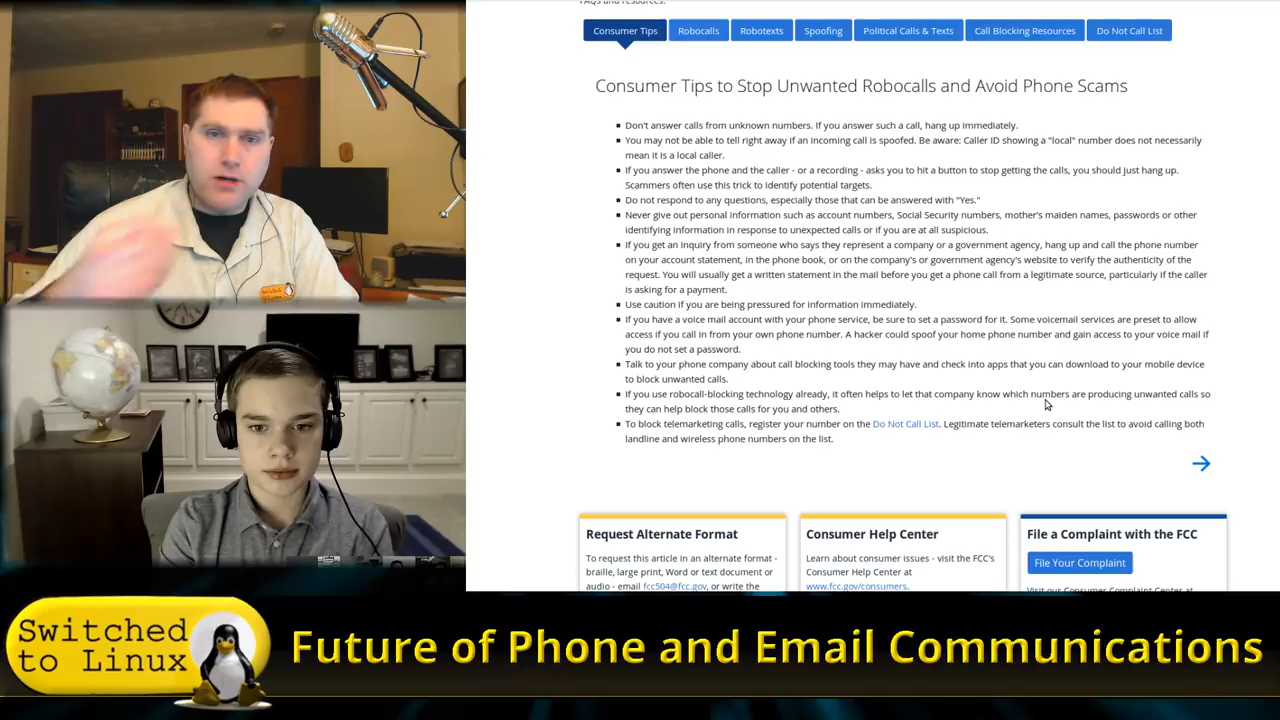 FAQs and resources.
Consumer Tips
Robocalls
Robotexts
Spoofing
Political Calls & Texts
Call Blocking Resources
Do Not Call List
Consumer Tips to Stop Unwanted Robocalls and Avoid Phone Scams
Don't answer calls from unknown numbers. If you answer such a call, hang up immediately.
You may not be able to tell right away if an incoming call is spoofed. Be aware: Caller ID showing a "local" number does not necessarily
mean it is a local caller.
If you answer the phone and the caller - or a recording - asks you to hit a button to stop getting the calls, you should just hang up.
Scammers often use this trick to identify potential targets.
Do not respond to any questions, especially those that can be answered with "Yes."
Never give out personal information such as account numbers, Social Security numbers, mother's maiden names, passwords or other
identifying information in response to unexpected calls or if you are at all suspicious.
If you get an inquiry from someone who says they represent a company or a government agency, hang up and call the phone number
on your account statement, in the phone book, or on the company's or government agency's website to verify the authenticity of the
request. You will usually get a written statement in the mail before you get a phone call from a legitimate source, particularly if the caller
is asking for a payment.
Use caution if you are being pressured for information immediately.
If you have a voice mail account with your phone service, be sure to set a password for it. Some voicemail services are preset to allow
access if you call in from your own phone number. A hacker could spoof your home phone number and gain access to your voice mail if
you do not set a password.
Talk to your phone company about call blocking tools they may have and check into apps that you can download to your mobile device
to block unwanted calls.
If you use robocall-blocking technology already, it often helps to let that company know which numbers are producing unwanted calls so
they can help block those calls for you and others.
To block telemarketing calls, register your number on the Do Not Call List. Legitimate telemarketers consult the list to avoid calling both
landline and wireless phone numbers on the list.
Request Alternate Format
To request this article in an alternate format -
braille, large print, Word or text document or
audio - email fcc504@fcc.gov, or write the
Consumer Help Center
Learn about consumer issues - visit the FCC's
Consumer Help Center at
www.fcc.gov/consumers.
File a Complaint with the FCC
File Your Complaint
Visit our Consumer Complaint Center at
Switched
to Linux
Future of Phone and Email Communications